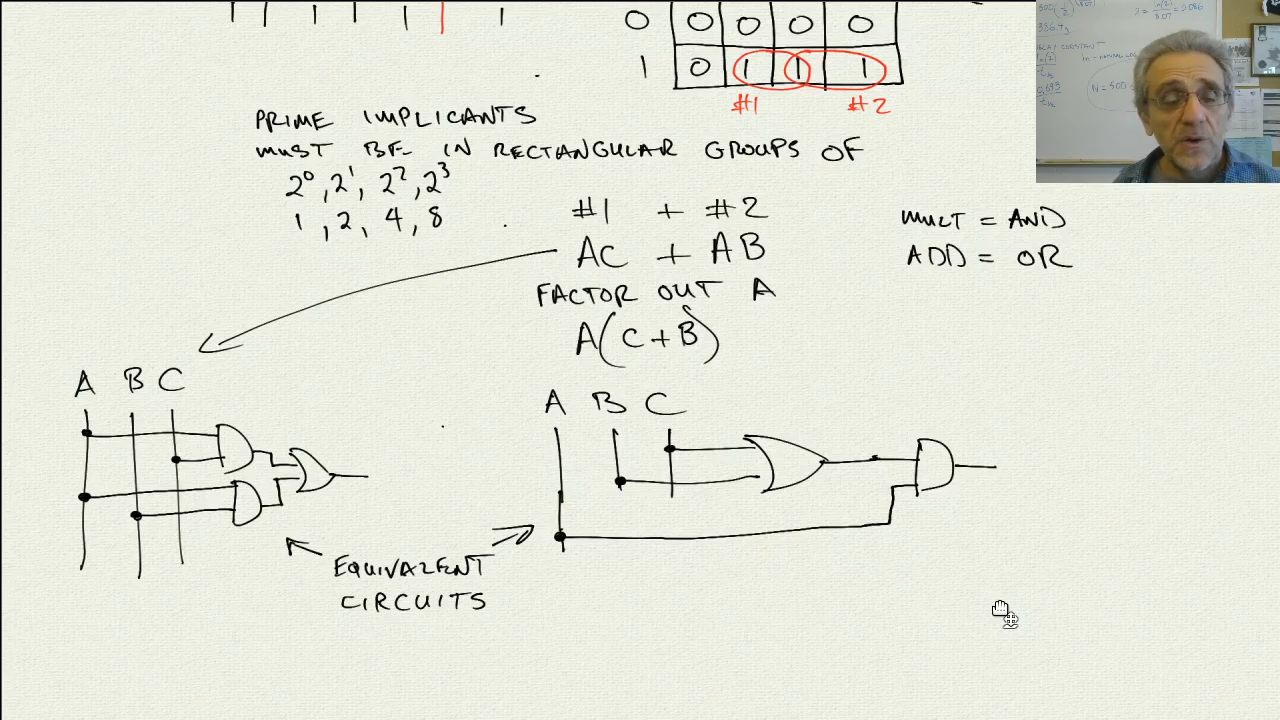 0 0 0 0 0
1 0 1 1 1
#1 #2
PRIME IMPLICANTS
MUST BE IN RECTANGULAR GROUPS OF
2⁰, 2¹, 2², 2³
1, 2, 4, 8
#1 + #2
AC + AB
FACTOR OUT A
A(C+B)
MULT = AND
ADD = OR
A B C
A B C
EQUIVALENT
CIRCUITS